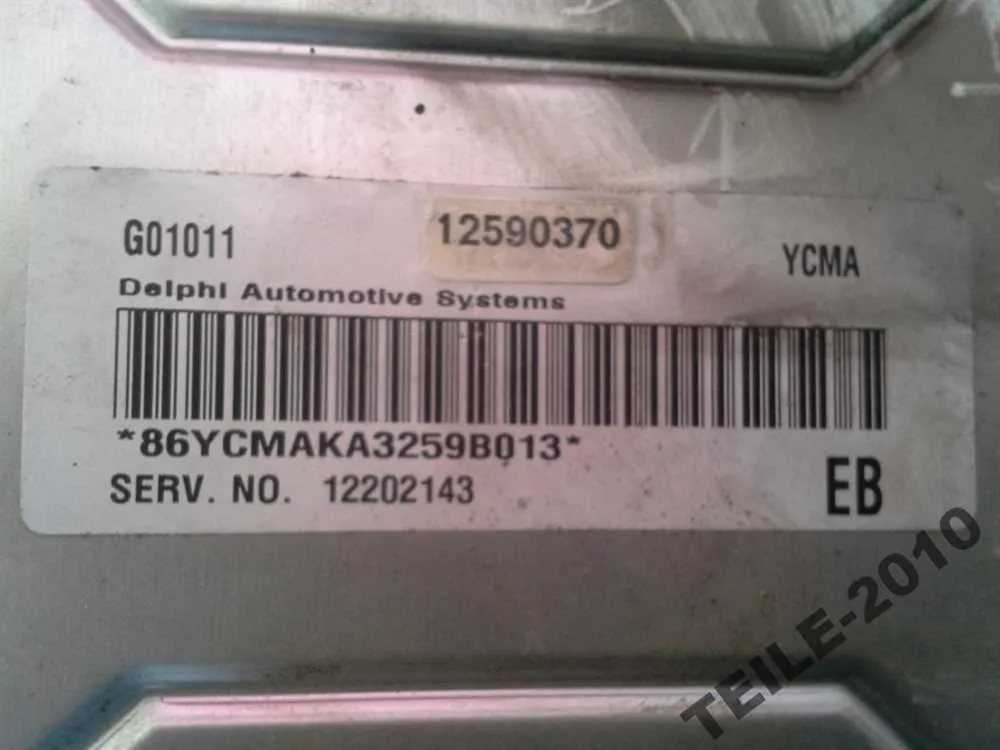 G01011 12590370 YCMA
Delphi Automotive Systems
*86YCMAKA3259B013*
SERV. NO. 12202143 EB
TEILE-2010